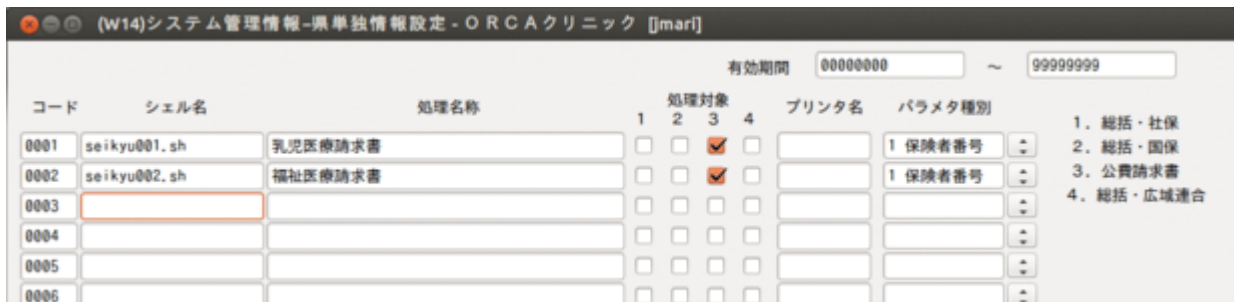 (W14)システム管理情報-県単独情報設定 - ORCAクリニック [jmari]
有効期間 00000000 ～ 99999999
コード シェル名 処理名称 処理対象 プリンタ名 パラメタ種別
1 2 3 4
0001 seikyu001.sh 乳児医療請求書 1 保険者番号
0002 seikyu002.sh 福祉医療請求書 1 保険者番号
0003
0004
0005
0006
1. 総括・社保
2. 総括・国保
3. 公費請求書
4. 総括・広域連合